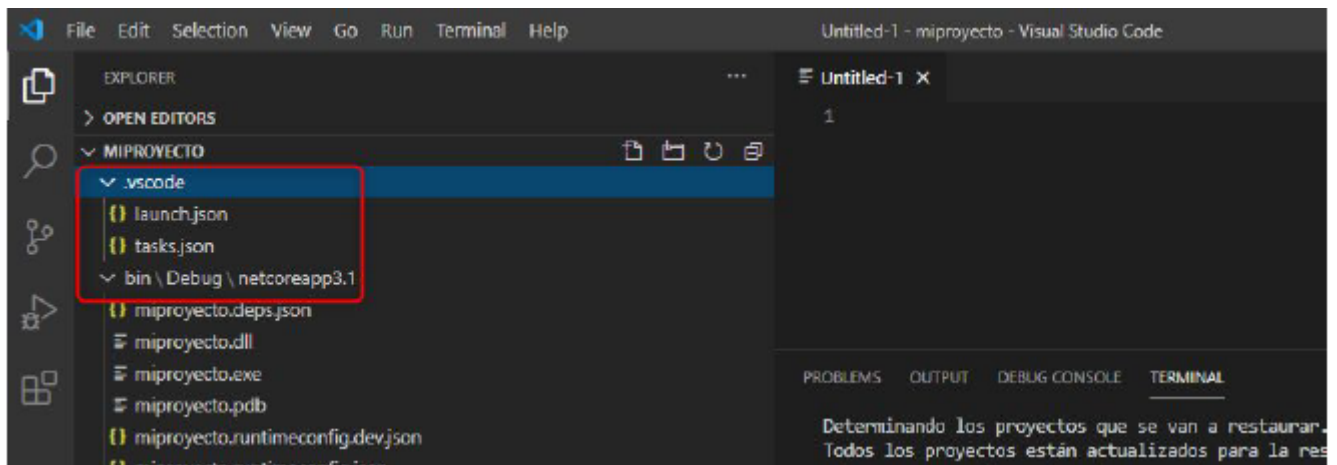 File Edit Selection View Go Run Terminal Help Untitled-1 - miproyecto - Visual Studio Code
EXPLORER
OPEN EDITORS
MIPROYECTO
.vscode
{} launch.json
{} tasks.json
bin \ Debug \ netcoreapp3.1
{} miproyecto.deps.json
miproyecto.dll
miproyecto.exe
miproyecto.pdb
{} miproyecto.runtimeconfig.dev.json
Untitled-1
1
PROBLEMS OUTPUT DEBUG CONSOLE TERMINAL
Determinando los proyectos que se van a restaurar.
Todos los proyectos están actualizados para la res